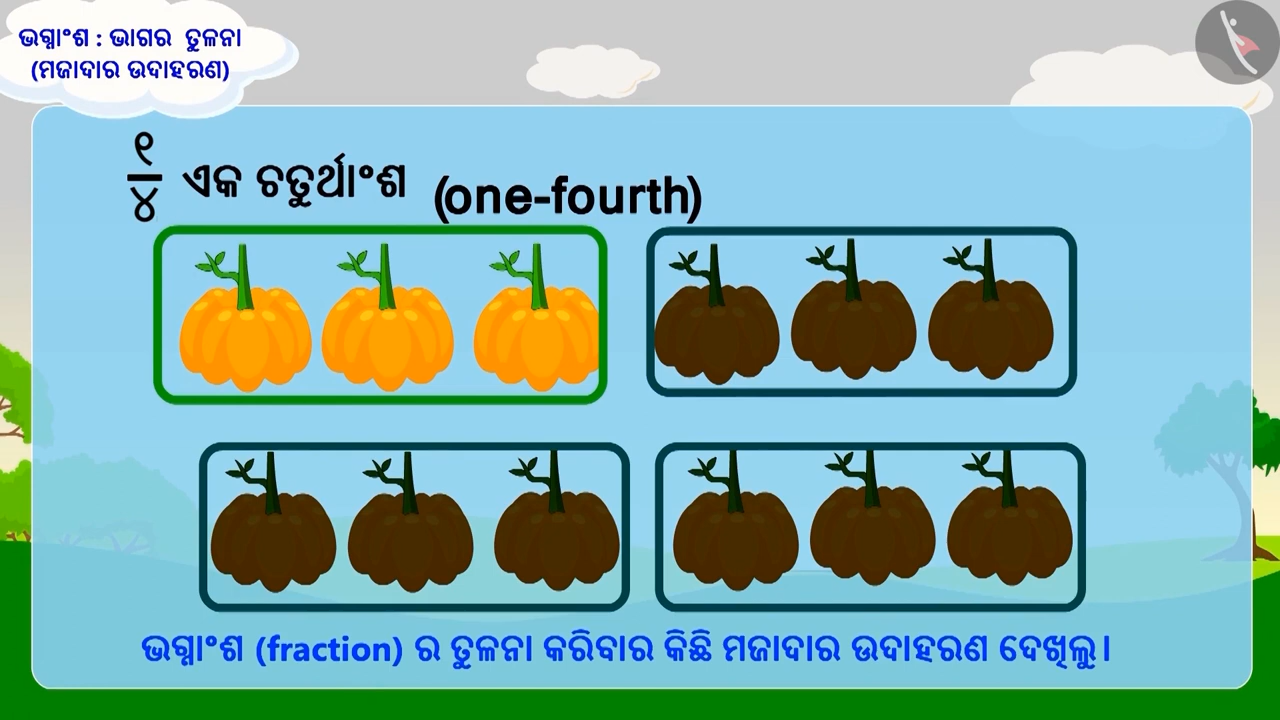 ଭଗ୍ନାଂଶ : ଭାଗର ତୁଳନା
(ମଜାଦାର ଉଦାହରଣ)
୧
୪
ଏକ ଚତୁର୍ଥାଂଶ (one-fourth)
ଭଗ୍ନାଂଶ (fraction) ର ତୁଳନା କରିବାର କିଛି ମଜାଦାର ଉଦାହରଣ ଦେଖିଲୁ।